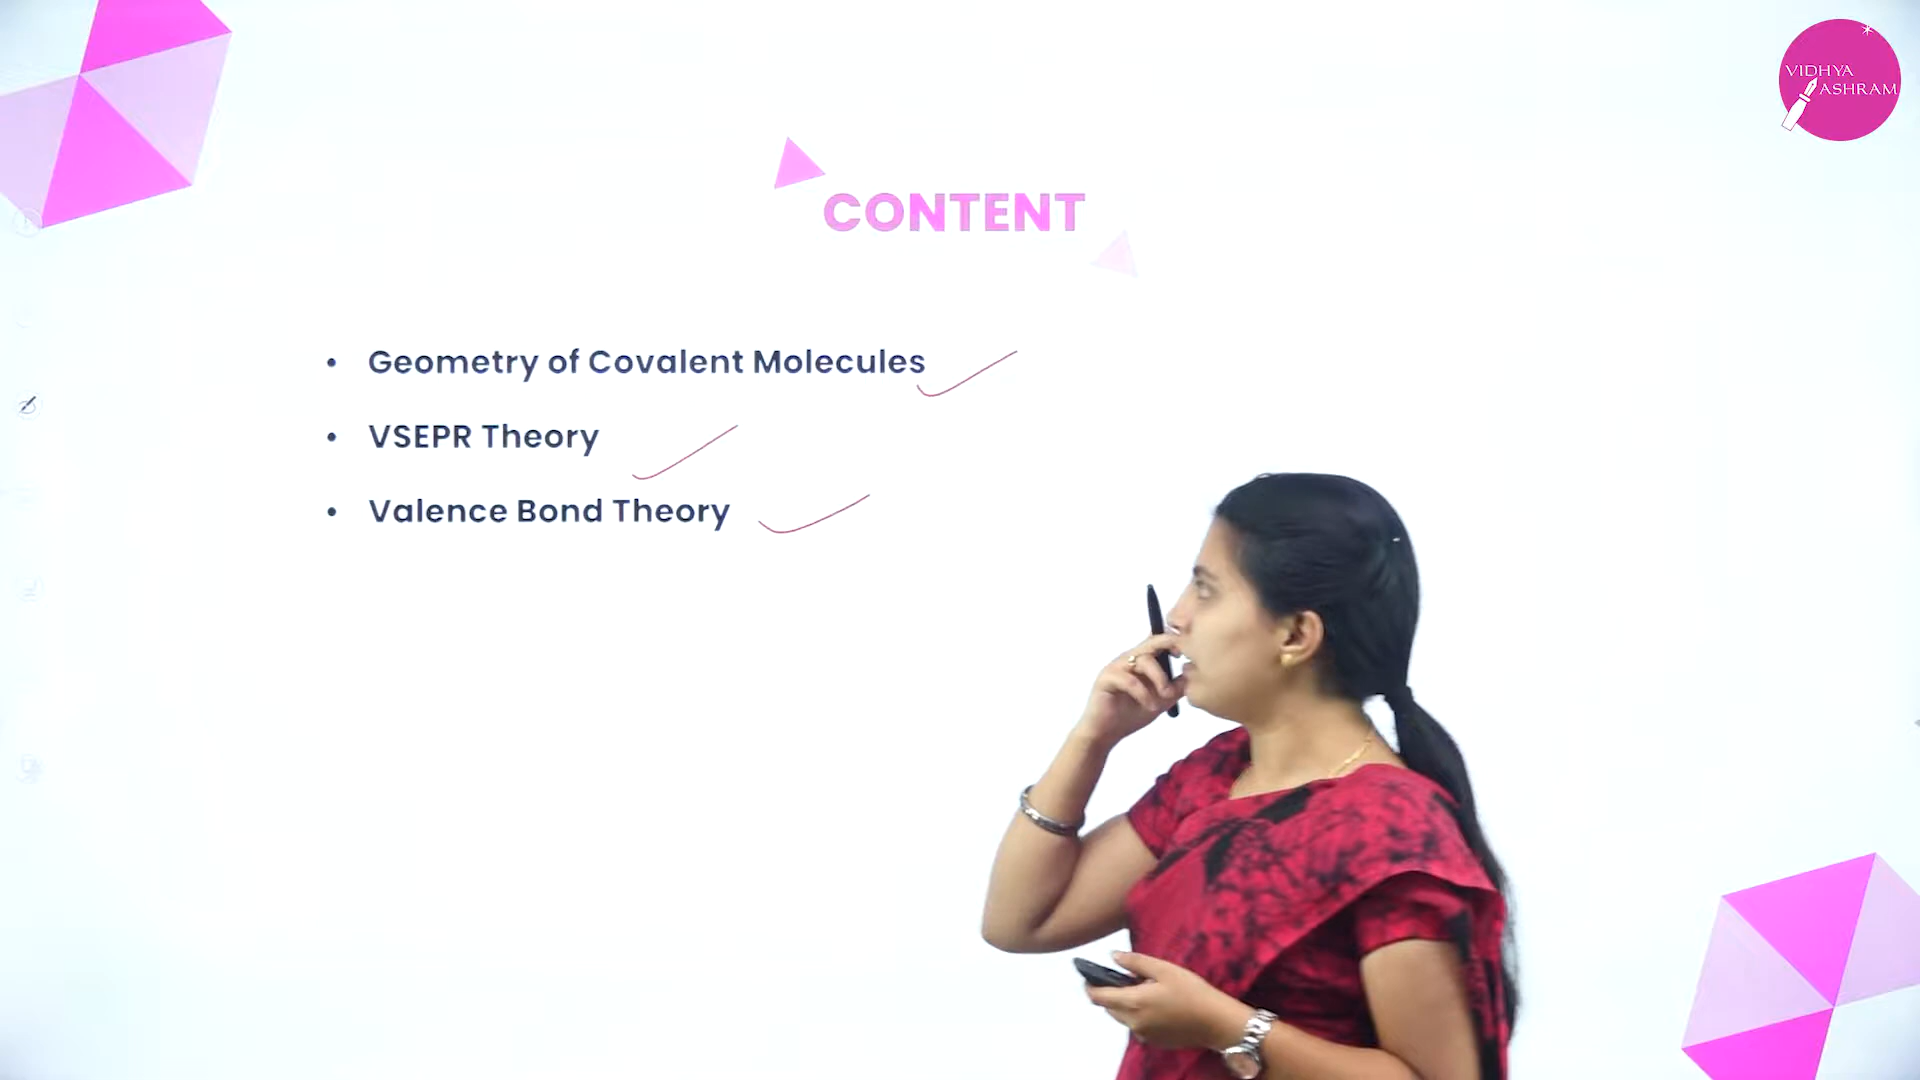 VIDHYA
ASHRAM
CONTENT
• Geometry of Covalent Molecules
• VSEPR Theory
• Valence Bond Theory